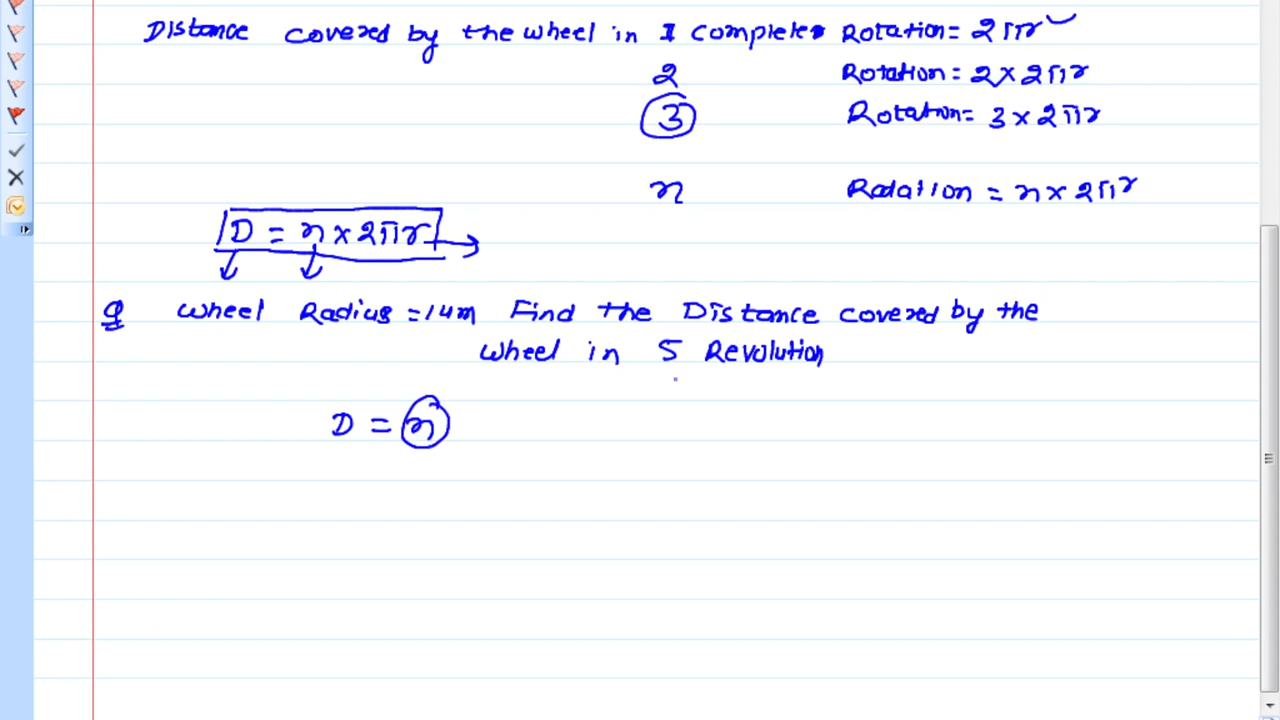 Distance covered by the wheel in 1 complete Rotation = 2πr
2 Rotation = 2 x 2πr
3 Rotation = 3 x 2πr
n Rotation = n x 2πr
D = n x 2πr
Q Wheel Radius = 14m Find the Distance covered by the
wheel in 5 Revolution
D = n